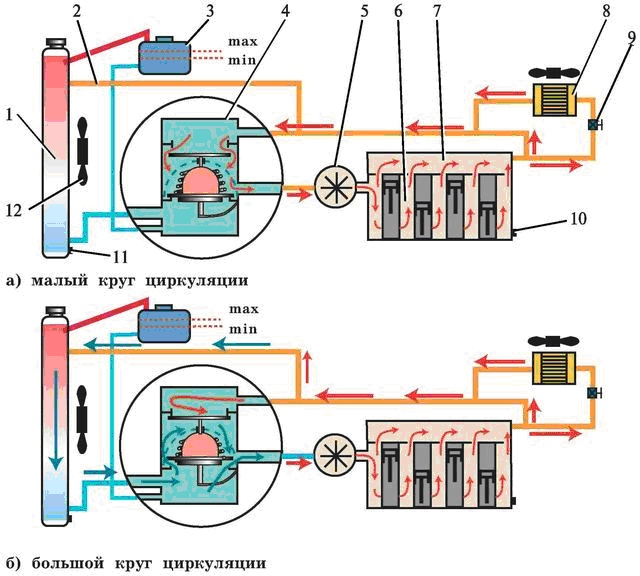 2 3 4 5 6 8 9
max
min
7
1
12
11
10
а) малый круг циркуляции
max
min
б) большой круг циркуляции